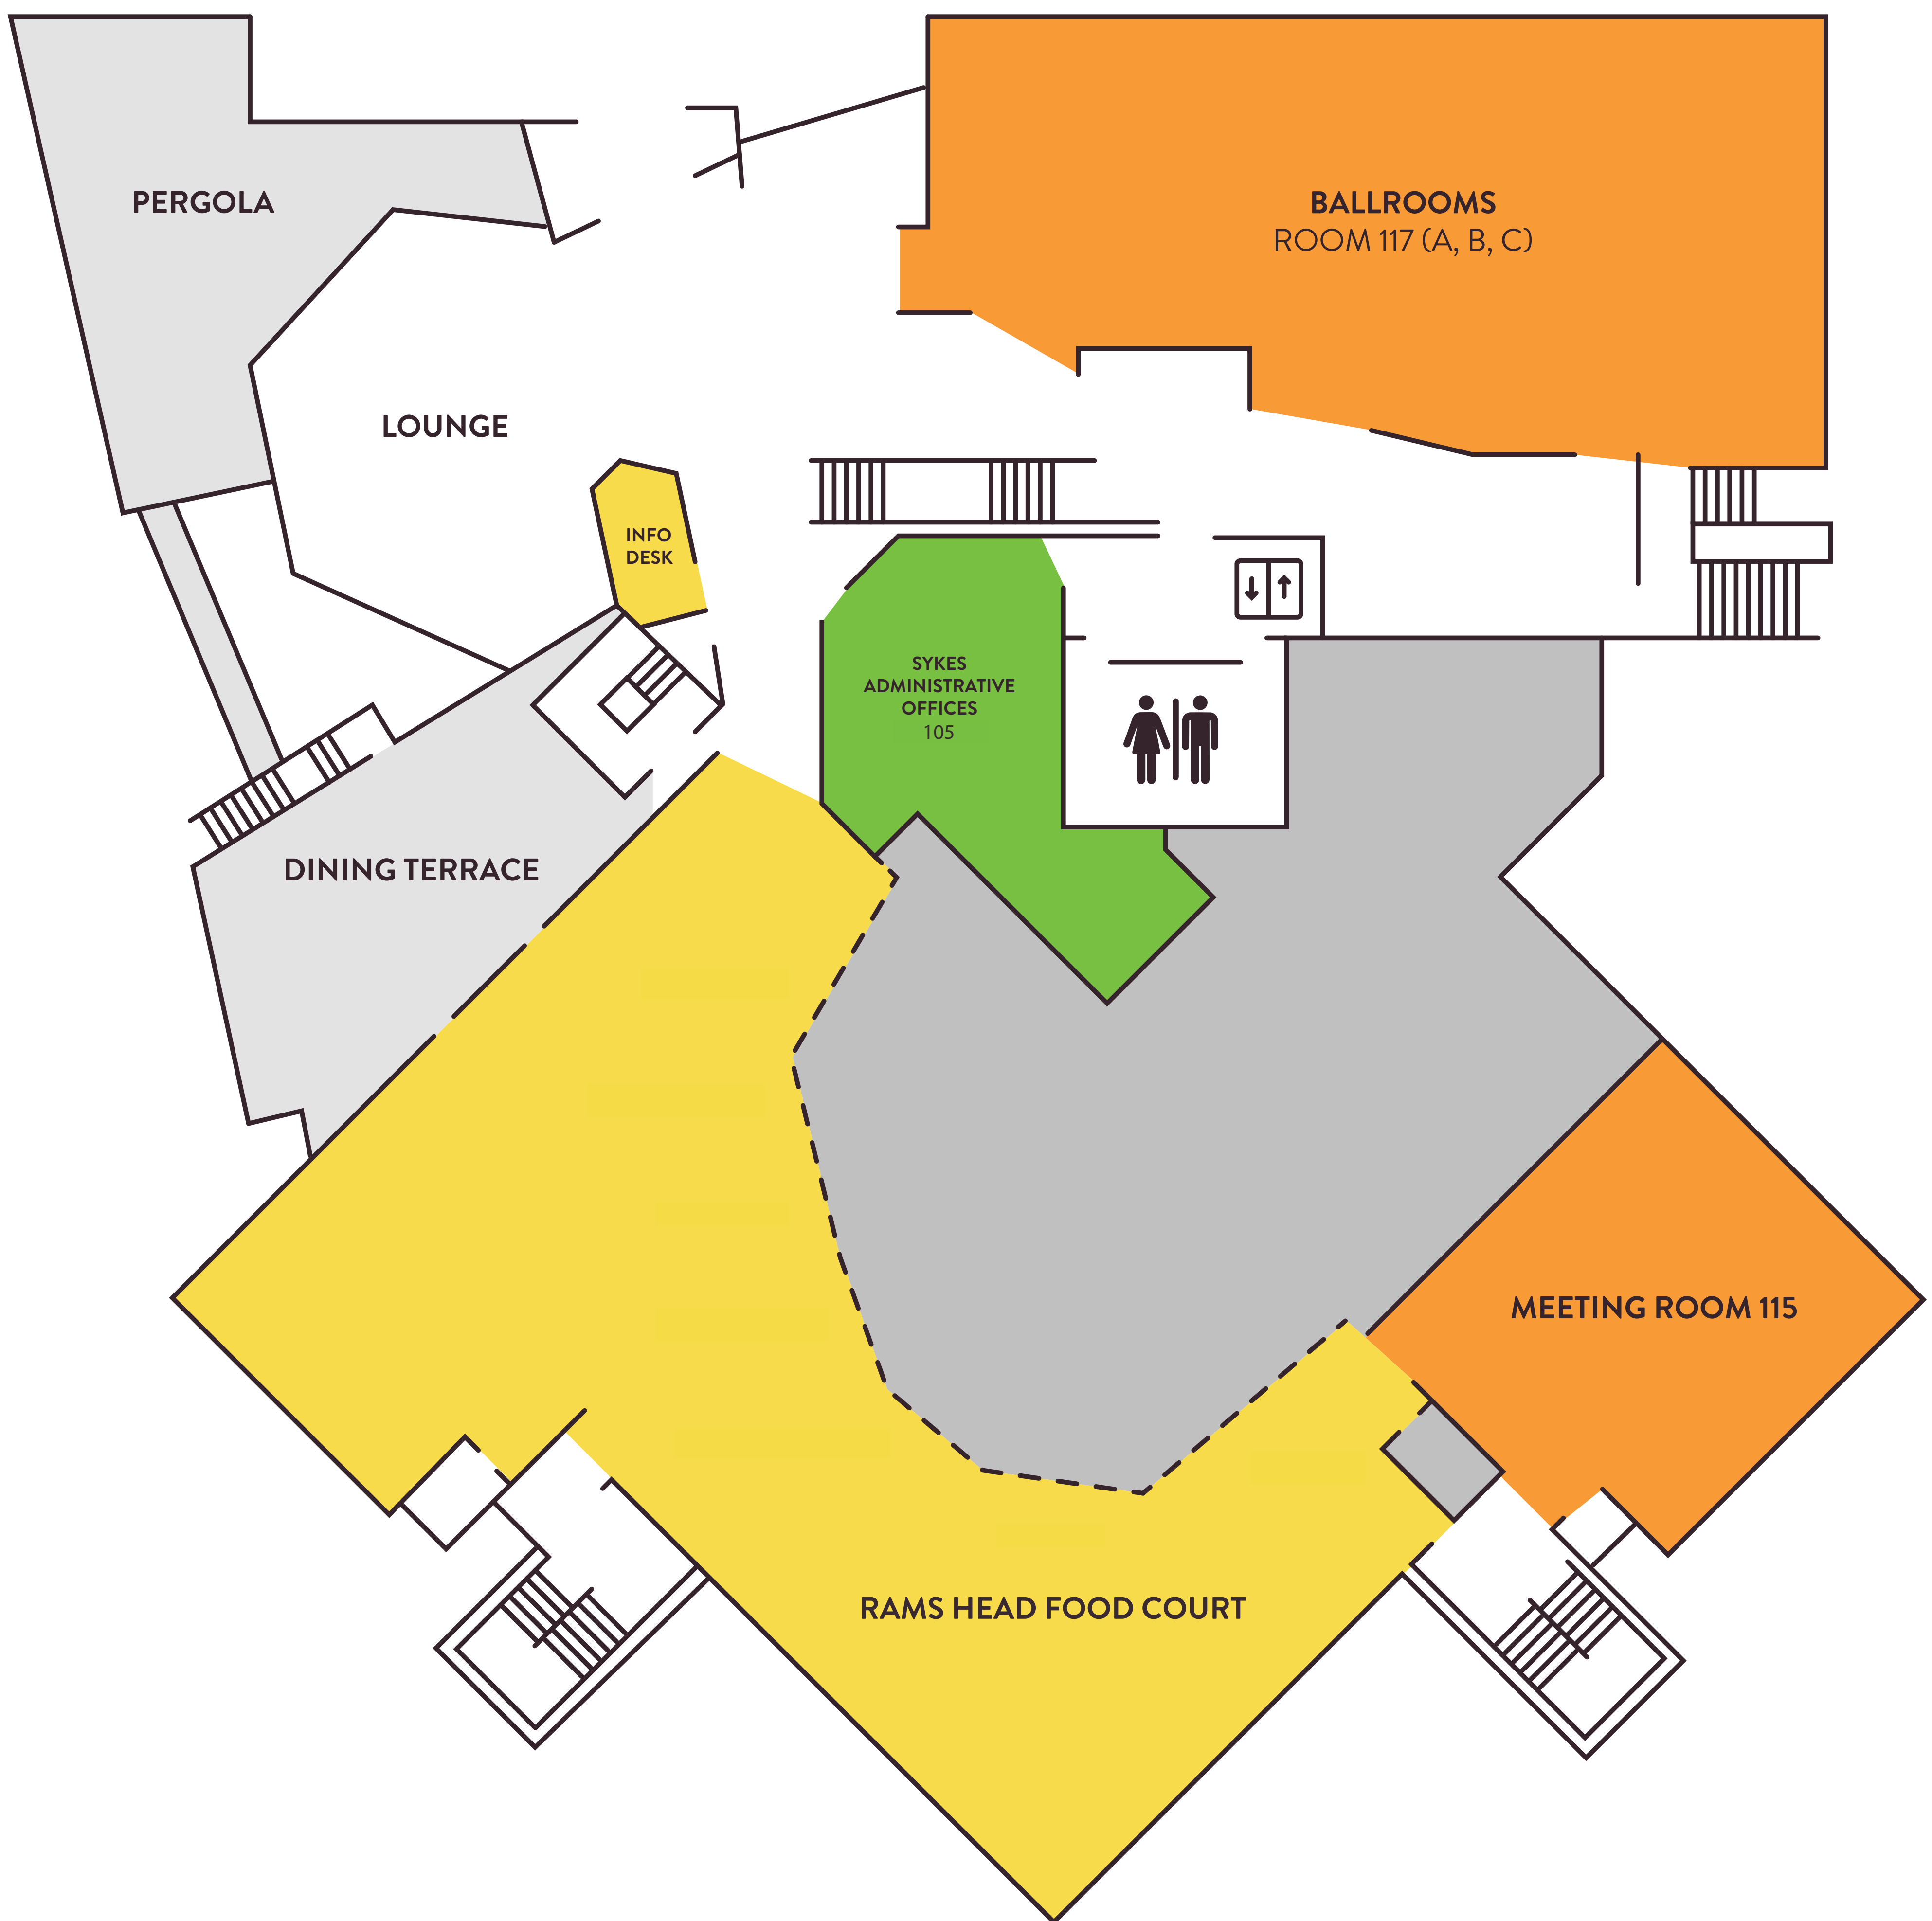 PERGOLA
BALLROOMS
ROOM 117 (A, B, C)
LOUNGE
INFO
DESK
SYKES
ADMINISTRATIVE
OFFICES
105
DINING TERRACE
MEETING ROOM 115
RAMS HEAD FOOD COURT